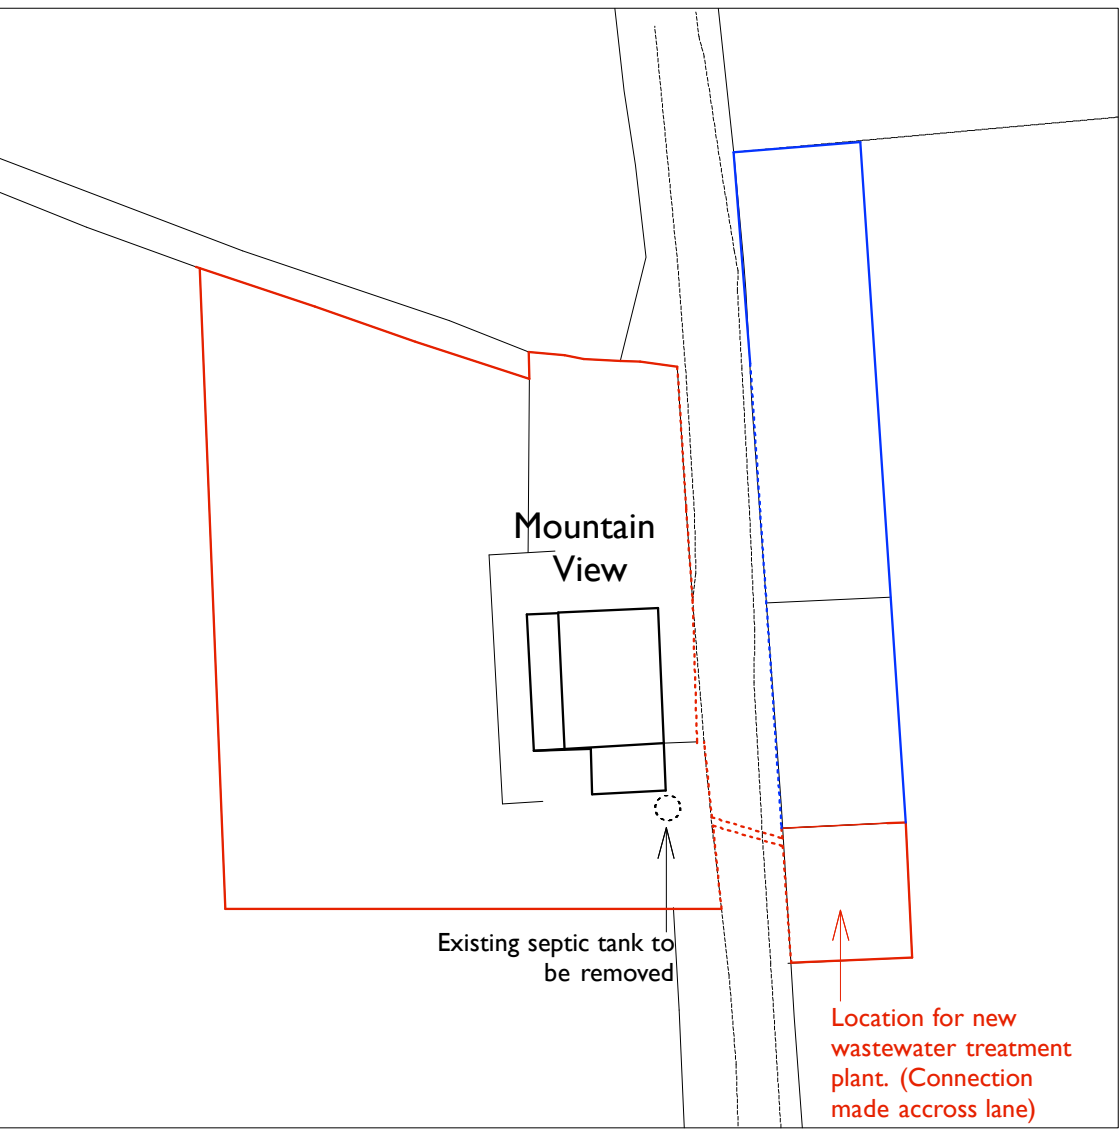 Mountain
View
Existing septic tank to
be removed
Location for new
wastewater treatment
plant. (Connection
made accross lane)